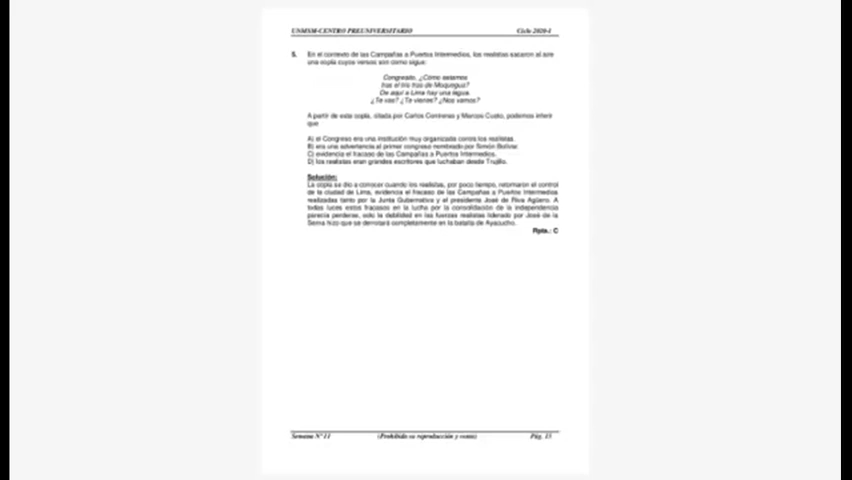 UNMSM-CENTRO PREUNIVERSITARIO Ciclo 2020-I
5. En el contexto de las Campañas a Puertos Intermedios, los realistas sacaron al aire
una copla cuyos versos son como sigue:
Congreado, ¿Cómo estamos
tras el trio tras de Moquegua?
De aquí a Lima hay una legua.
¿Te vas? ¿Te vienes? ¿Nos vamos?
A partir de esta copla, citada por Carlos Contreras y Marcos Cueto, podemos inferir
que
A) el Congreso era una institución muy organizada contra los realistas.
B) era una advertencia al primer congreso nombrado por Simón Bolívar.
C) evidencia el fracaso de las Campañas a Puertos Intermedios.
D) los realistas eran grandes escritores que luchaban desde Trujillo.
Solución:
La copla se dio a conocer cuando los realistas, por poco tiempo, retomaron el control
de la ciudad de Lima, evidencia el fracaso de las Campañas a Puertos Intermedios
realizadas tanto por la Junta Gubernativa y el presidente José de Riva Agüero. A
todas luces estos fracasos en la lucha por la consolidación de la independencia
parecía perderse, solo la debilidad en las fuerzas realistas liderado por José de la
Serna hizo que se derrotará completamente en la batalla de Ayacucho.
Rpta.: C
Semana Nº 11 (Prohibida su reproducción y venta) Pág. 15